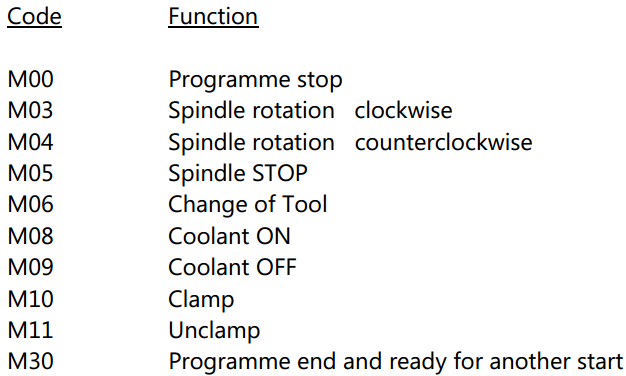 Code Function
M00 Programme stop
M03 Spindle rotation clockwise
M04 Spindle rotation counterclockwise
M05 Spindle STOP
M06 Change of Tool
M08 Coolant ON
M09 Coolant OFF
M10 Clamp
M11 Unclamp
M30 Programme end and ready for another start